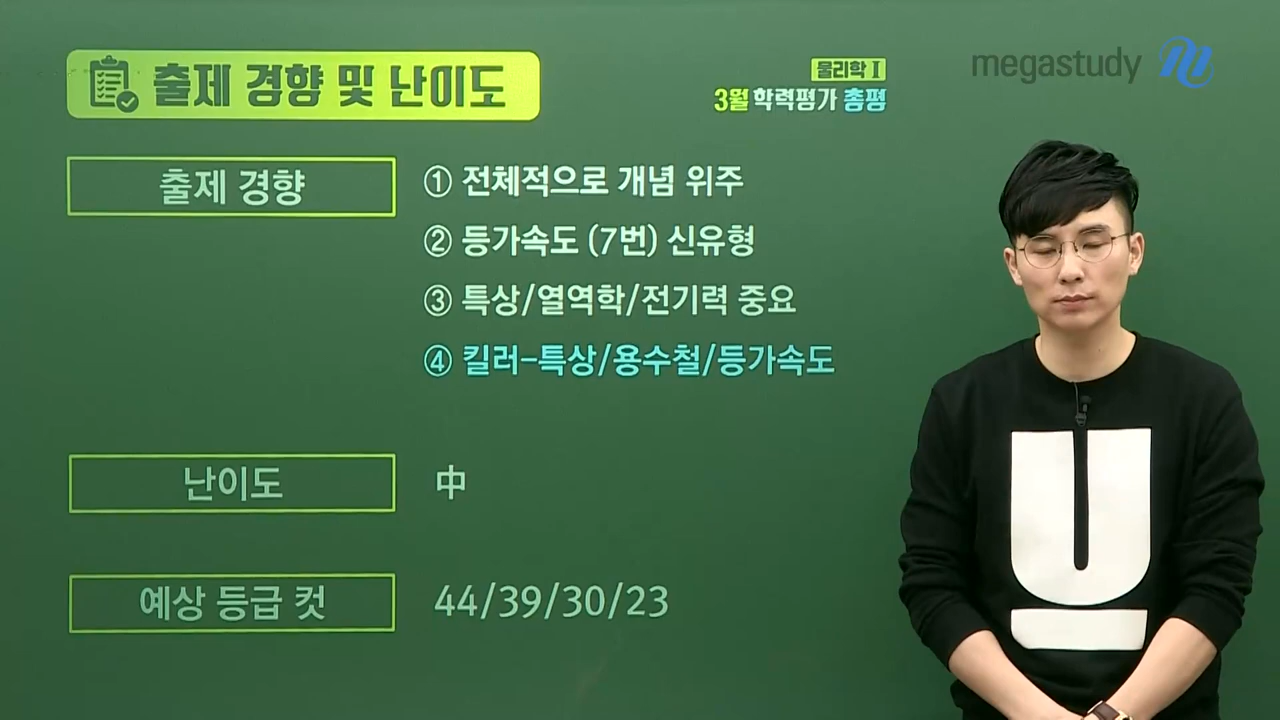 출제 경향 및 난이도
물리학 I
3월 학력평가 총평
megastudy
출제 경향
① 전체적으로 개념 위주
② 등가속도 (7번) 신유형
③ 특상/열역학/전기력 중요
④ 킬러-특상/용수철/등가속도
난이도
中
예상 등급 컷
44/39/30/23